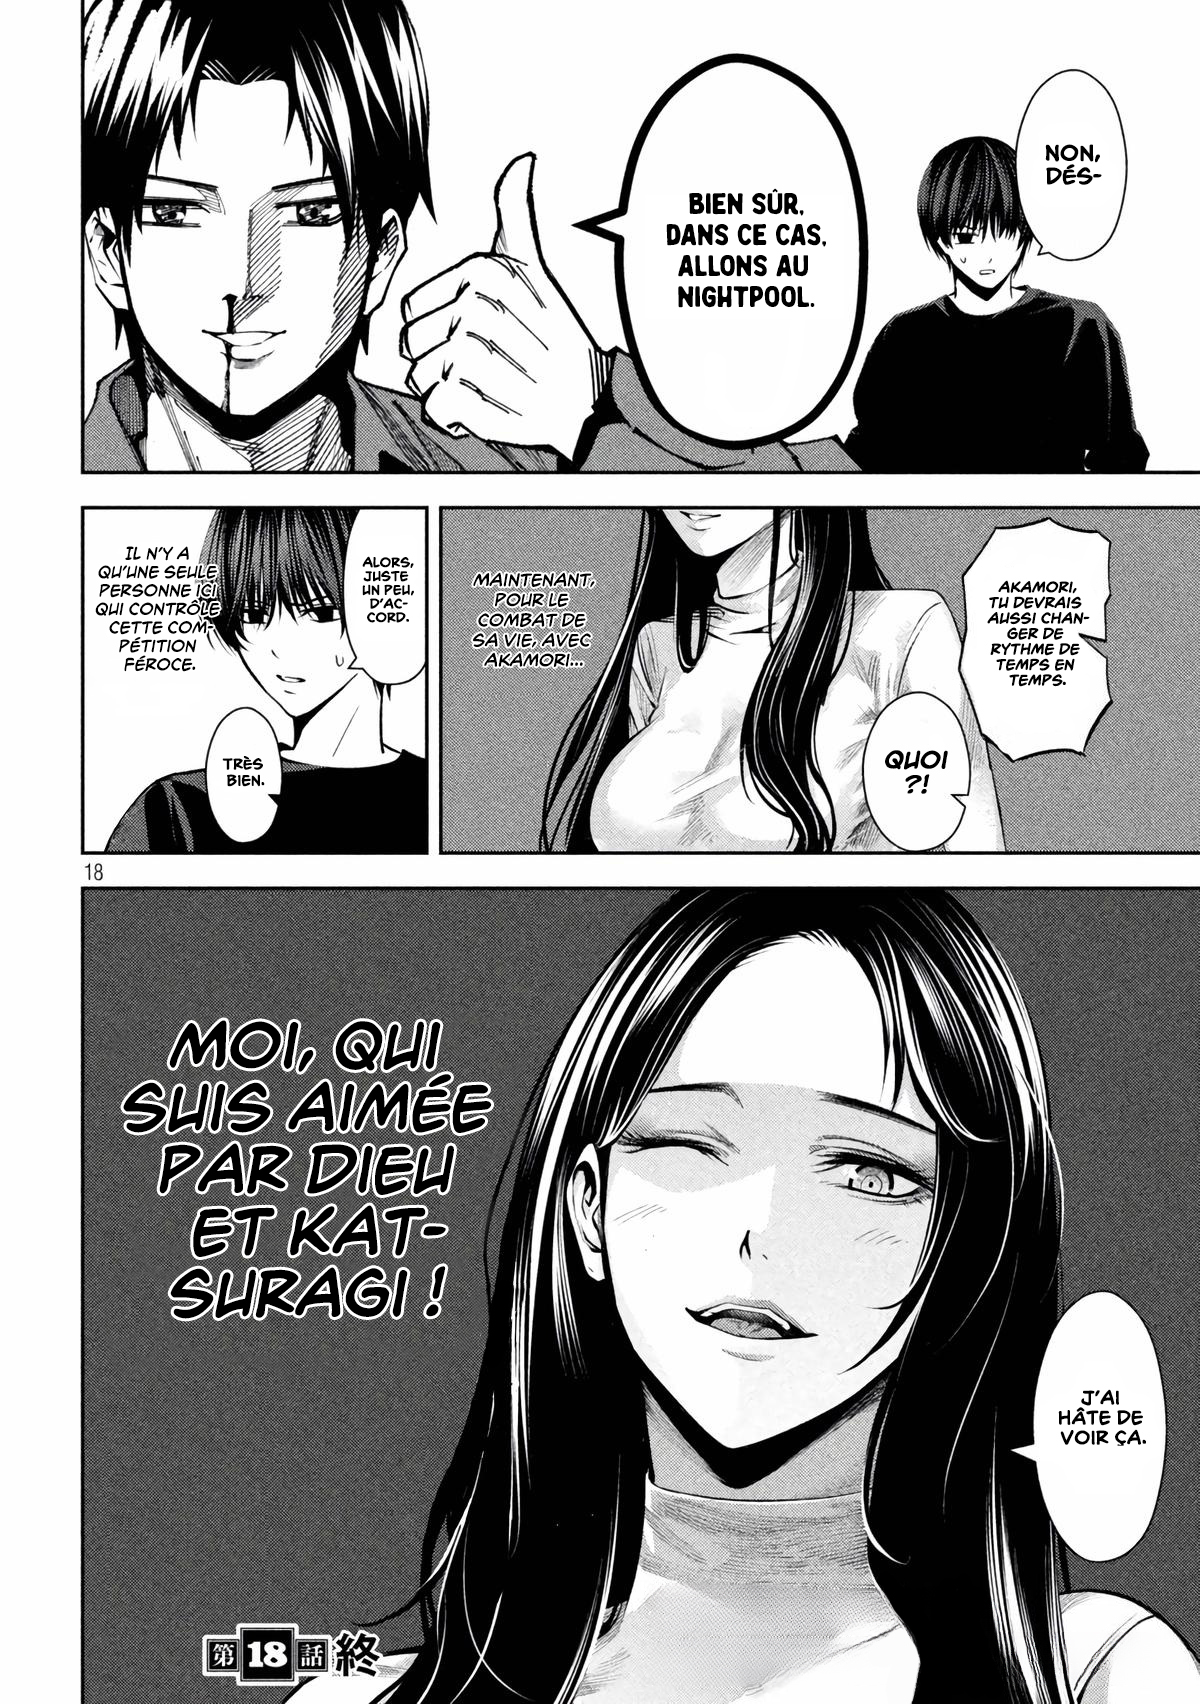 NON,
DÉS-
BIEN SÛR,
DANS CE CAS,
ALLONS AU
NIGHTPOOL.
AKAMORI,
TU DEVRAIS
AUSSI CHAN-
GER DE
RYTHME DE
TEMPS EN
TEMPS.
QUOI
?!
MAINTENANT,
POUR LE
COMBAT DE
SA VIE, AVEC
AKAMORI...
ALORS,
JUSTE
UN PEU,
D'AC-
CORD.
IL N'Y A
QU'UNE SEULE
PERSONNE ICI
QUI CONTRÔLE
CETTE COM-
PÉTITION
FÉROCE.
TRÈS
BIEN.
18
MOI, QUI
SUIS AIMÉE
PAR DIEU
ET KAT-
SURAGI !
J'AI
HÂTE DE
VOIR ÇA.
第18話 終